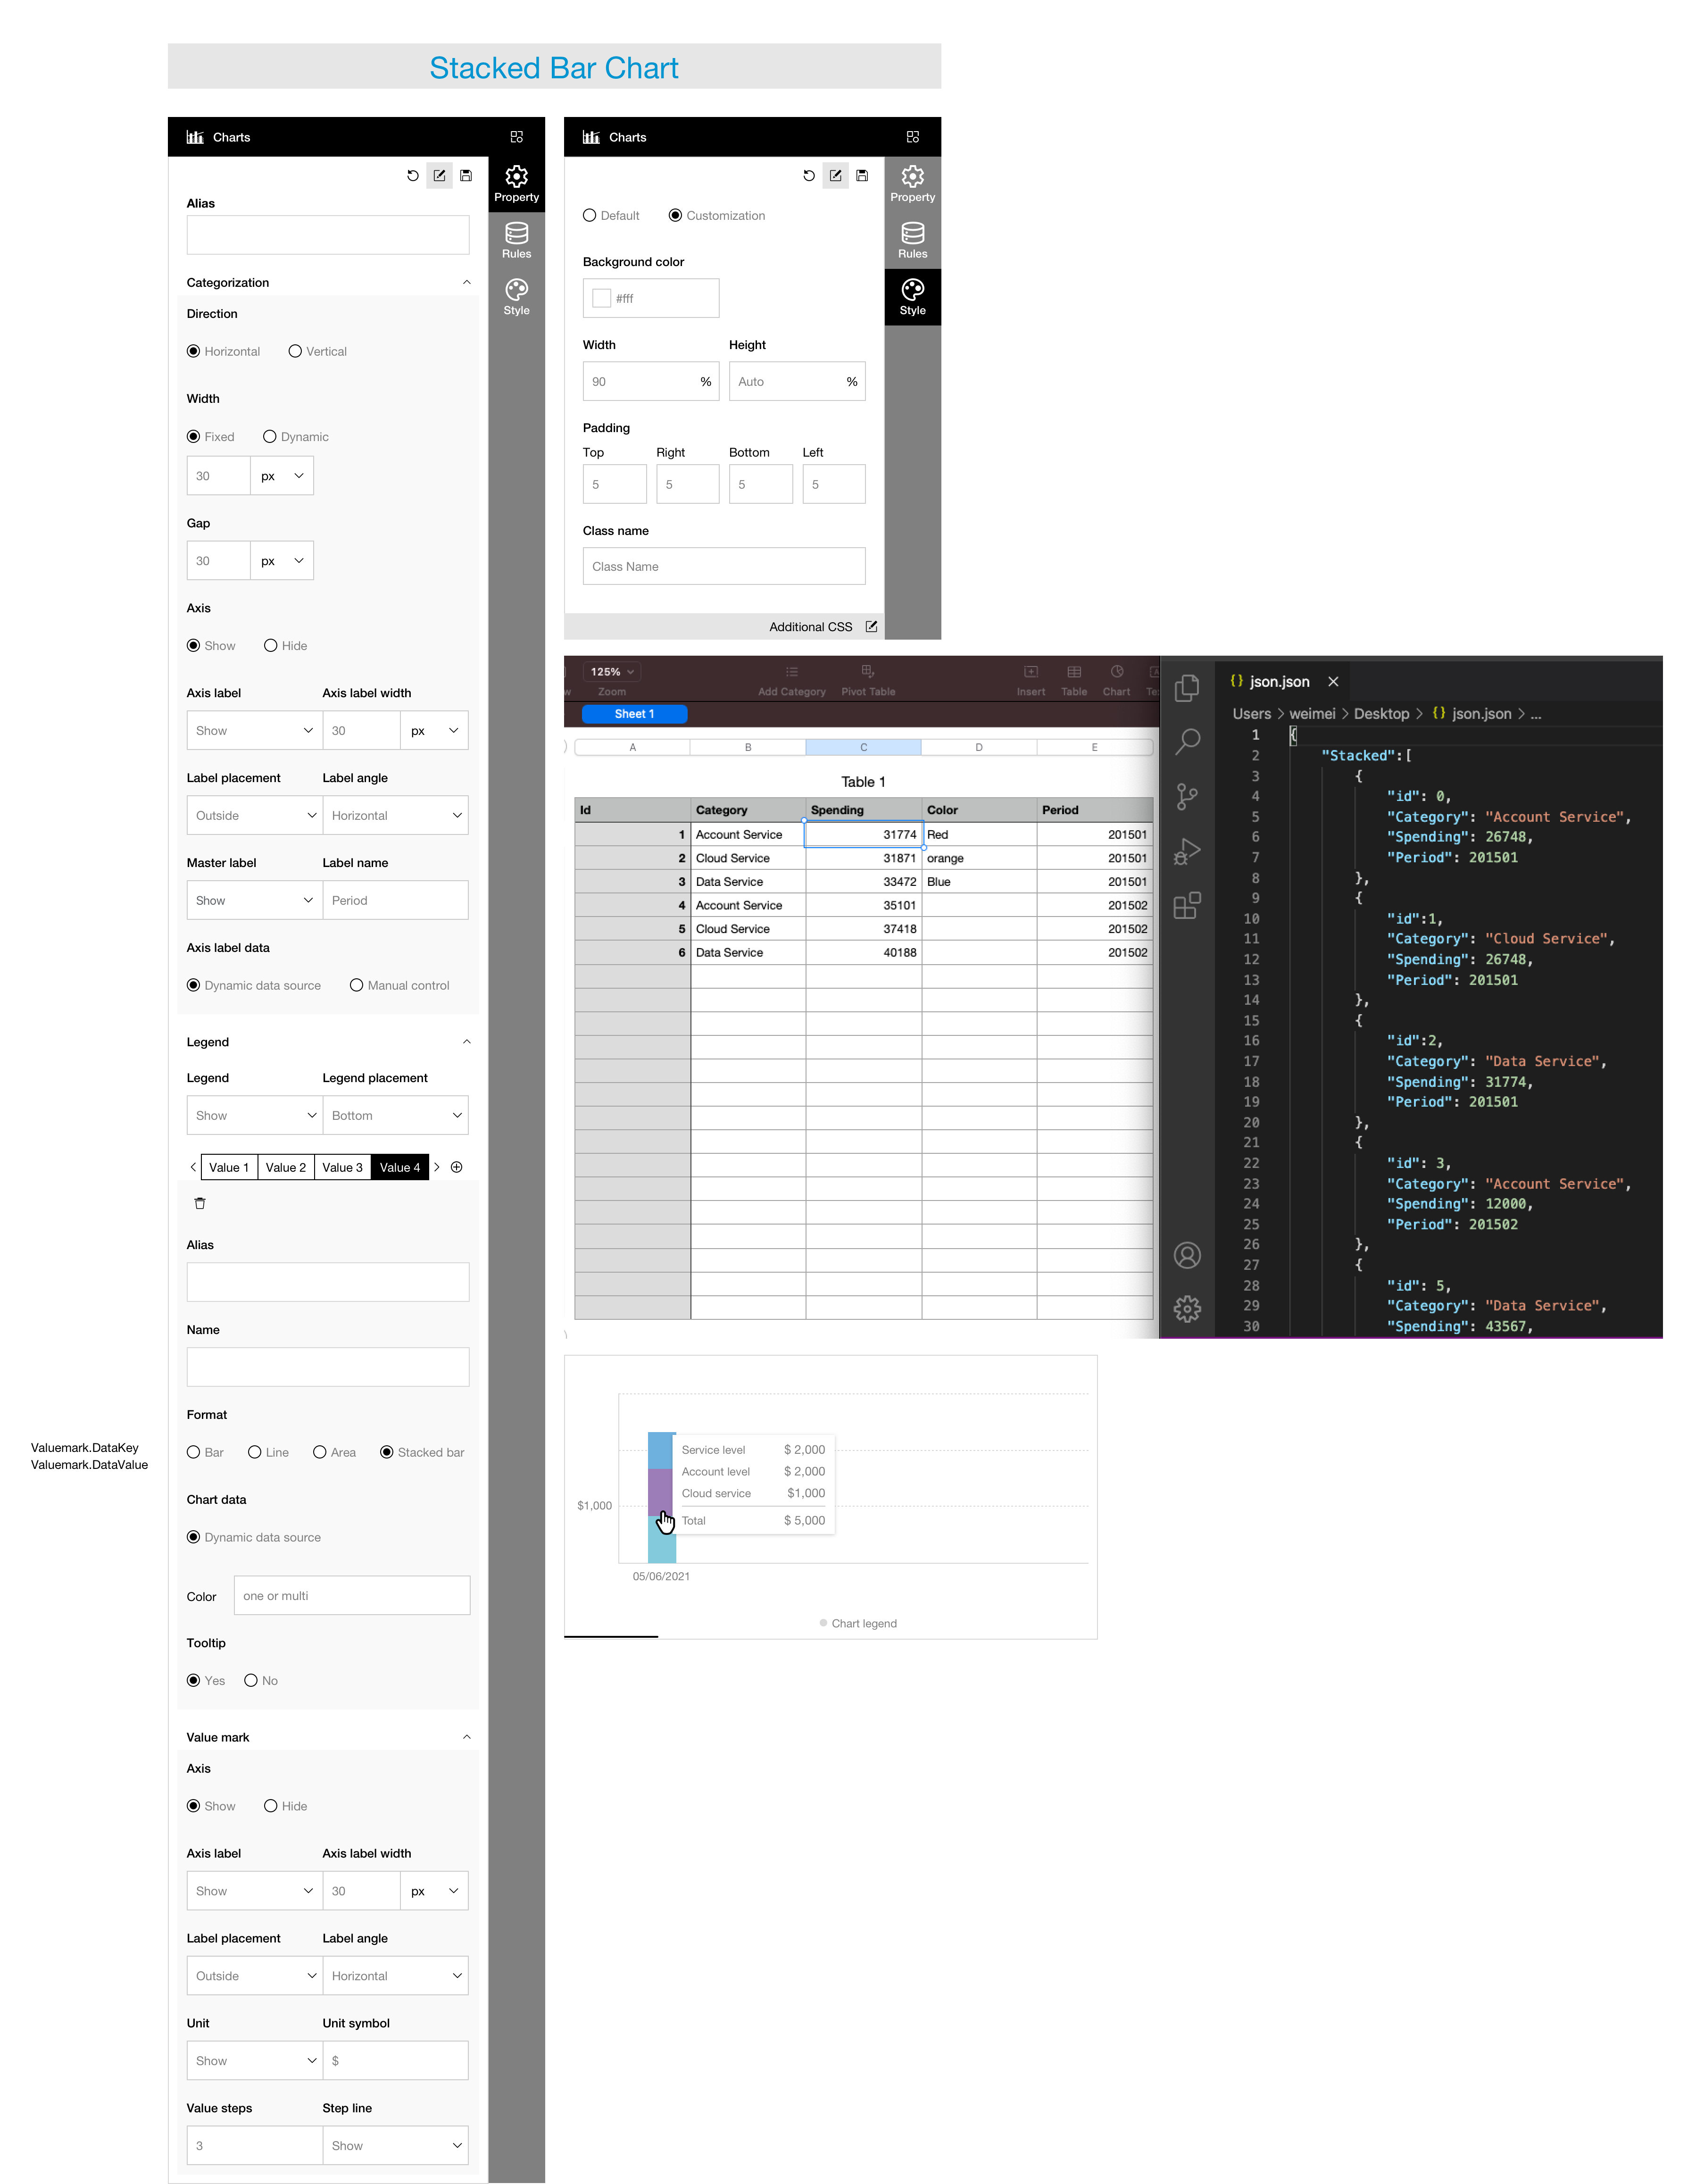 Stacked Bar Chart
Charts
Property
Rules
Style
Alias
Categorization
Direction
Horizontal Vertical
Width
Fixed Dynamic
30 px
Gap
30 px
Axis
Show Hide
Axis label Axis label width
Show 30 px
Label placement Label angle
Outside Horizontal
Master label Label name
Show Period
Axis label data
Dynamic data source Manual control
Legend
Legend Legend placement
Show Bottom
Value 1 Value 2 Value 3 Value 4
Alias
Name
Format
Valuemark.DataKey
Valuemark.DataValue
Bar Line Area Stacked bar
Chart data
Dynamic data source
Color one or multi
Tooltip
Yes No
Value mark
Axis
Show Hide
Axis label Axis label width
Show 30 px
Label placement Label angle
Outside Horizontal
Unit Unit symbol
Show $
Value steps Step line
3 Show
Charts
Property
Rules
Style
Default Customization
Background color
#fff
Width Height
90 % Auto %
Padding
Top Right Bottom Left
5 5 5 5
Class name
Class Name
Additional CSS
125%
Zoom Add Category Pivot Table Insert Table Chart
Sheet 1
A B C D E
Table 1
Id Category Spending Color Period
1 Account Service 31774 Red 201501
2 Cloud Service 31871 orange 201501
3 Data Service 33472 Blue 201501
4 Account Service 35101 201502
5 Cloud Service 37418 201502
6 Data Service 40188 201502
{} json.json ×
Users > weimei > Desktop > {} json.json > ...
1 {
2 "Stacked":[
3 {
4 "id": 0,
5 "Category": "Account Service",
6 "Spending": 26748,
7 "Period": 201501
8 },
9 {
10 "id":1,
11 "Category": "Cloud Service",
12 "Spending": 26748,
13 "Period": 201501
14 },
15 {
16 "id":2,
17 "Category": "Data Service",
18 "Spending": 31774,
19 "Period": 201501
20 },
21 {
22 "id": 3,
23 "Category": "Account Service",
24 "Spending": 12000,
25 "Period": 201502
26 },
27 {
28 "id": 5,
29 "Category": "Data Service",
30 "Spending": 43567,
Service level $ 2,000
Account level $ 2,000
Cloud service $1,000
Total $ 5,000
$1,000
05/06/2021
Chart legend